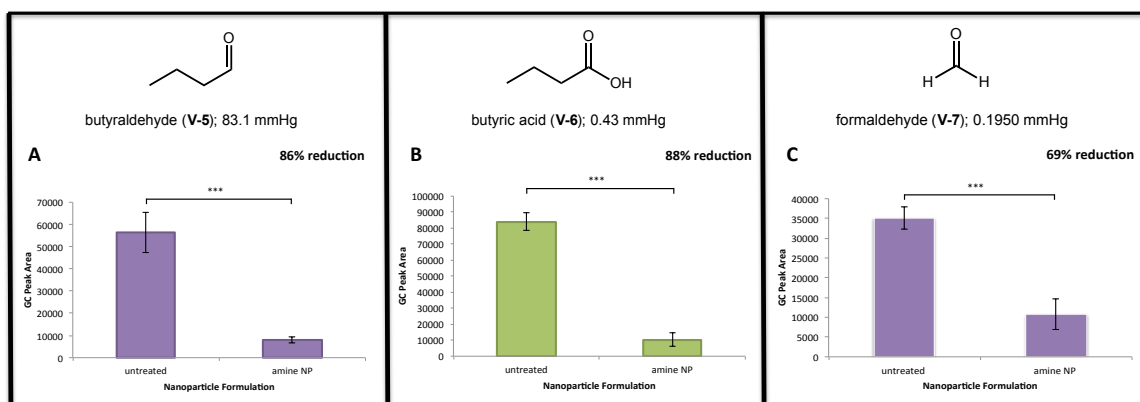 O
butyraldehyde (V-5); 83.1 mmHg
A
86% reduction
***
70000
60000
50000
40000
30000
20000
10000
0
GC Peak Area
untreated
amine NP
Nanoparticle Formulation
O
OH
butyric acid (V-6); 0.43 mmHg
B
88% reduction
***
100000
90000
80000
70000
60000
50000
40000
30000
20000
10000
0
GC Peak Area
untreated
amine NP
Nanoparticle Formulation
O
H
H
formaldehyde (V-7); 0.1950 mmHg
C
69% reduction
***
40000
35000
30000
25000
20000
15000
10000
5000
0
GC Peak Area
untreated
amine NP
Nanoparticle Formulation